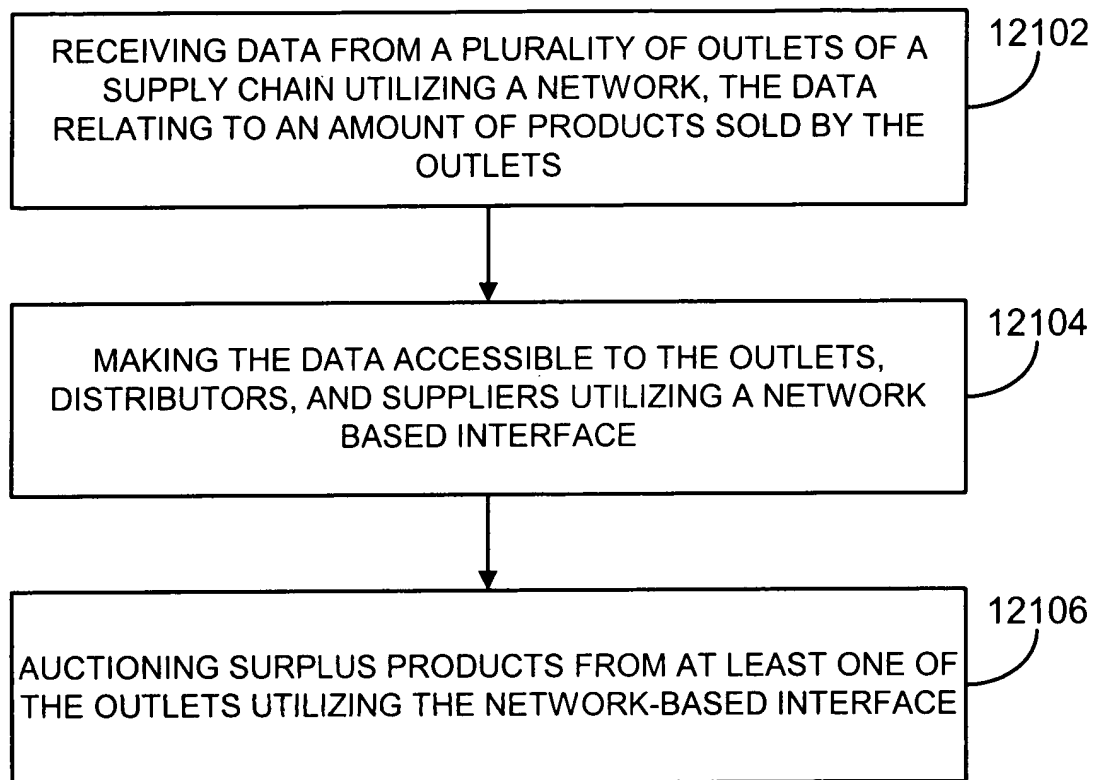 RECEIVING DATA FROM A PLURALITY OF OUTLETS OF A
SUPPLY CHAIN UTILIZING A NETWORK, THE DATA
RELATING TO AN AMOUNT OF PRODUCTS SOLD BY THE
OUTLETS
12102
MAKING THE DATA ACCESSIBLE TO THE OUTLETS,
DISTRIBUTORS, AND SUPPLIERS UTILIZING A NETWORK
BASED INTERFACE
12104
AUCTIONING SURPLUS PRODUCTS FROM AT LEAST ONE OF
THE OUTLETS UTILIZING THE NETWORK-BASED INTERFACE
12106